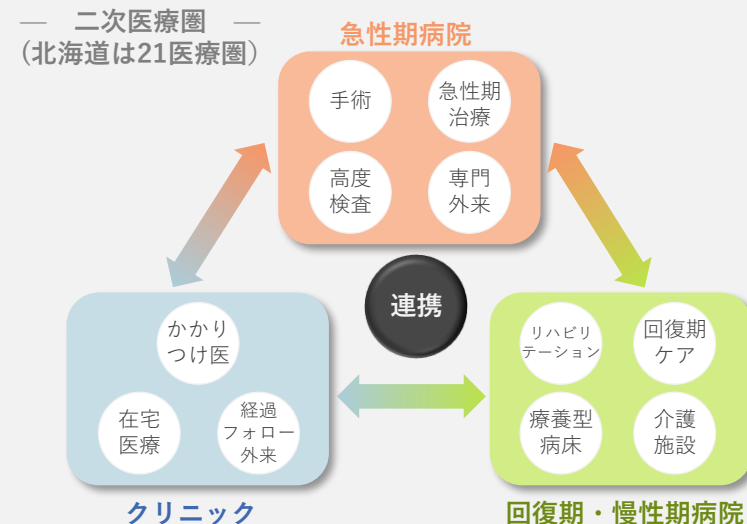 ― 二次医療圏 ―
(北海道は21医療圏)
急性期病院
手術
急性期
治療
高度
検査
専門
外来
連携
かかり
つけ医
在宅
医療
経過
フォロー
外来
クリニック
リハビリ
テーション
回復期
ケア
療養型
病床
介護
施設
回復期・慢性期病院